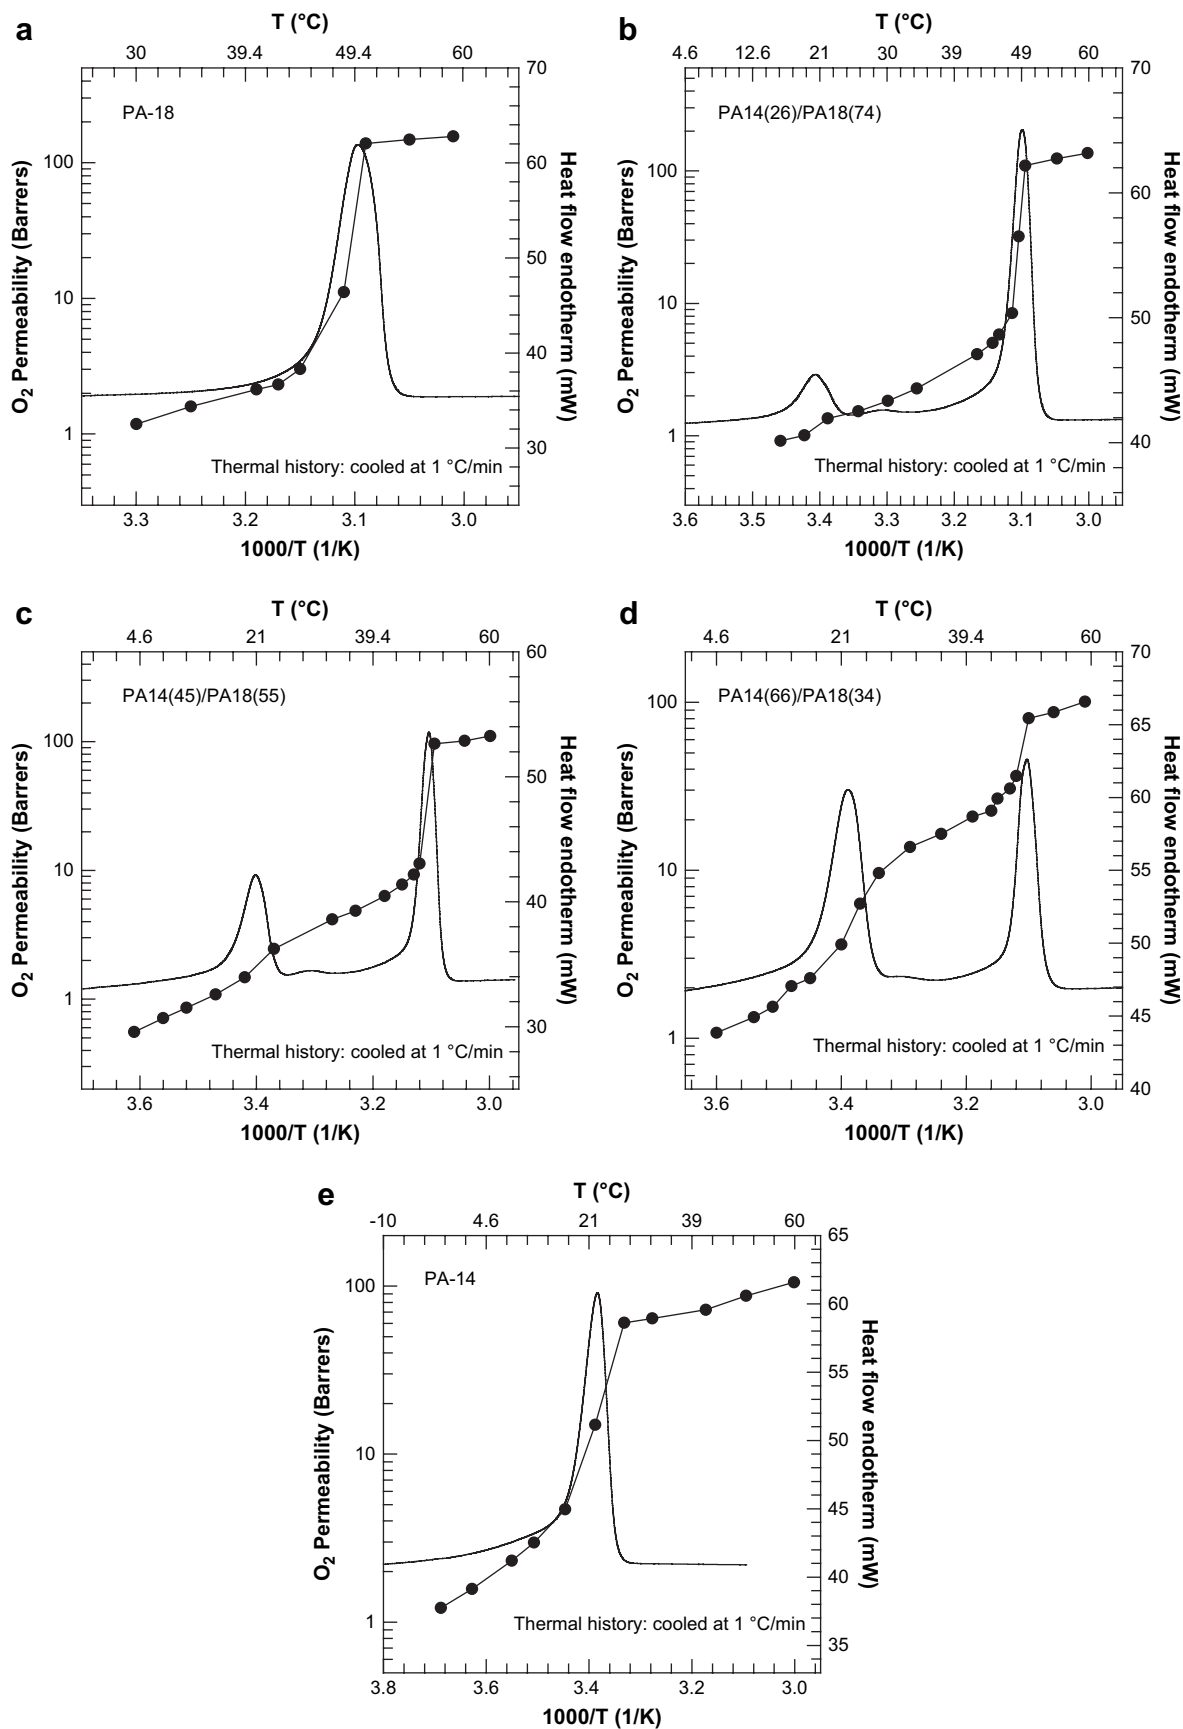 a
T (°C)
30 39.4 49.4 60
PA-18
O2 Permeability (Barrers)
100
10
1
Heat flow endotherm (mW)
70
60
50
40
30
Thermal history: cooled at 1 °C/min
3.3 3.2 3.1 3.0
1000/T (1/K)
b
T (°C)
4.6 12.6 21 30 39 49 60
PA14(26)/PA18(74)
O2 Permeability (Barrers)
100
10
1
Heat flow endotherm (mW)
70
60
50
40
Thermal history: cooled at 1 °C/min
3.6 3.5 3.4 3.3 3.2 3.1 3.0
1000/T (1/K)
c
T (°C)
4.6 21 39.4 60
PA14(45)/PA18(55)
O2 Permeability (Barrers)
100
10
1
Heat flow endotherm (mW)
60
50
40
30
Thermal history: cooled at 1 °C/min
3.6 3.4 3.2 3.0
1000/T (1/K)
d
T (°C)
4.6 21 39.4 60
PA14(66)/PA18(34)
O2 Permeability (Barrers)
100
10
1
Heat flow endotherm (mW)
70
65
60
55
50
45
40
Thermal history: cooled at 1 °C/min
3.6 3.4 3.2 3.0
1000/T (1/K)
e
T (°C)
-10 4.6 21 39 60
PA-14
O2 Permeability (Barrers)
100
10
1
Heat flow endotherm (mW)
65
60
55
50
45
40
35
Thermal history: cooled at 1 °C/min
3.8 3.6 3.4 3.2 3.0
1000/T (1/K)